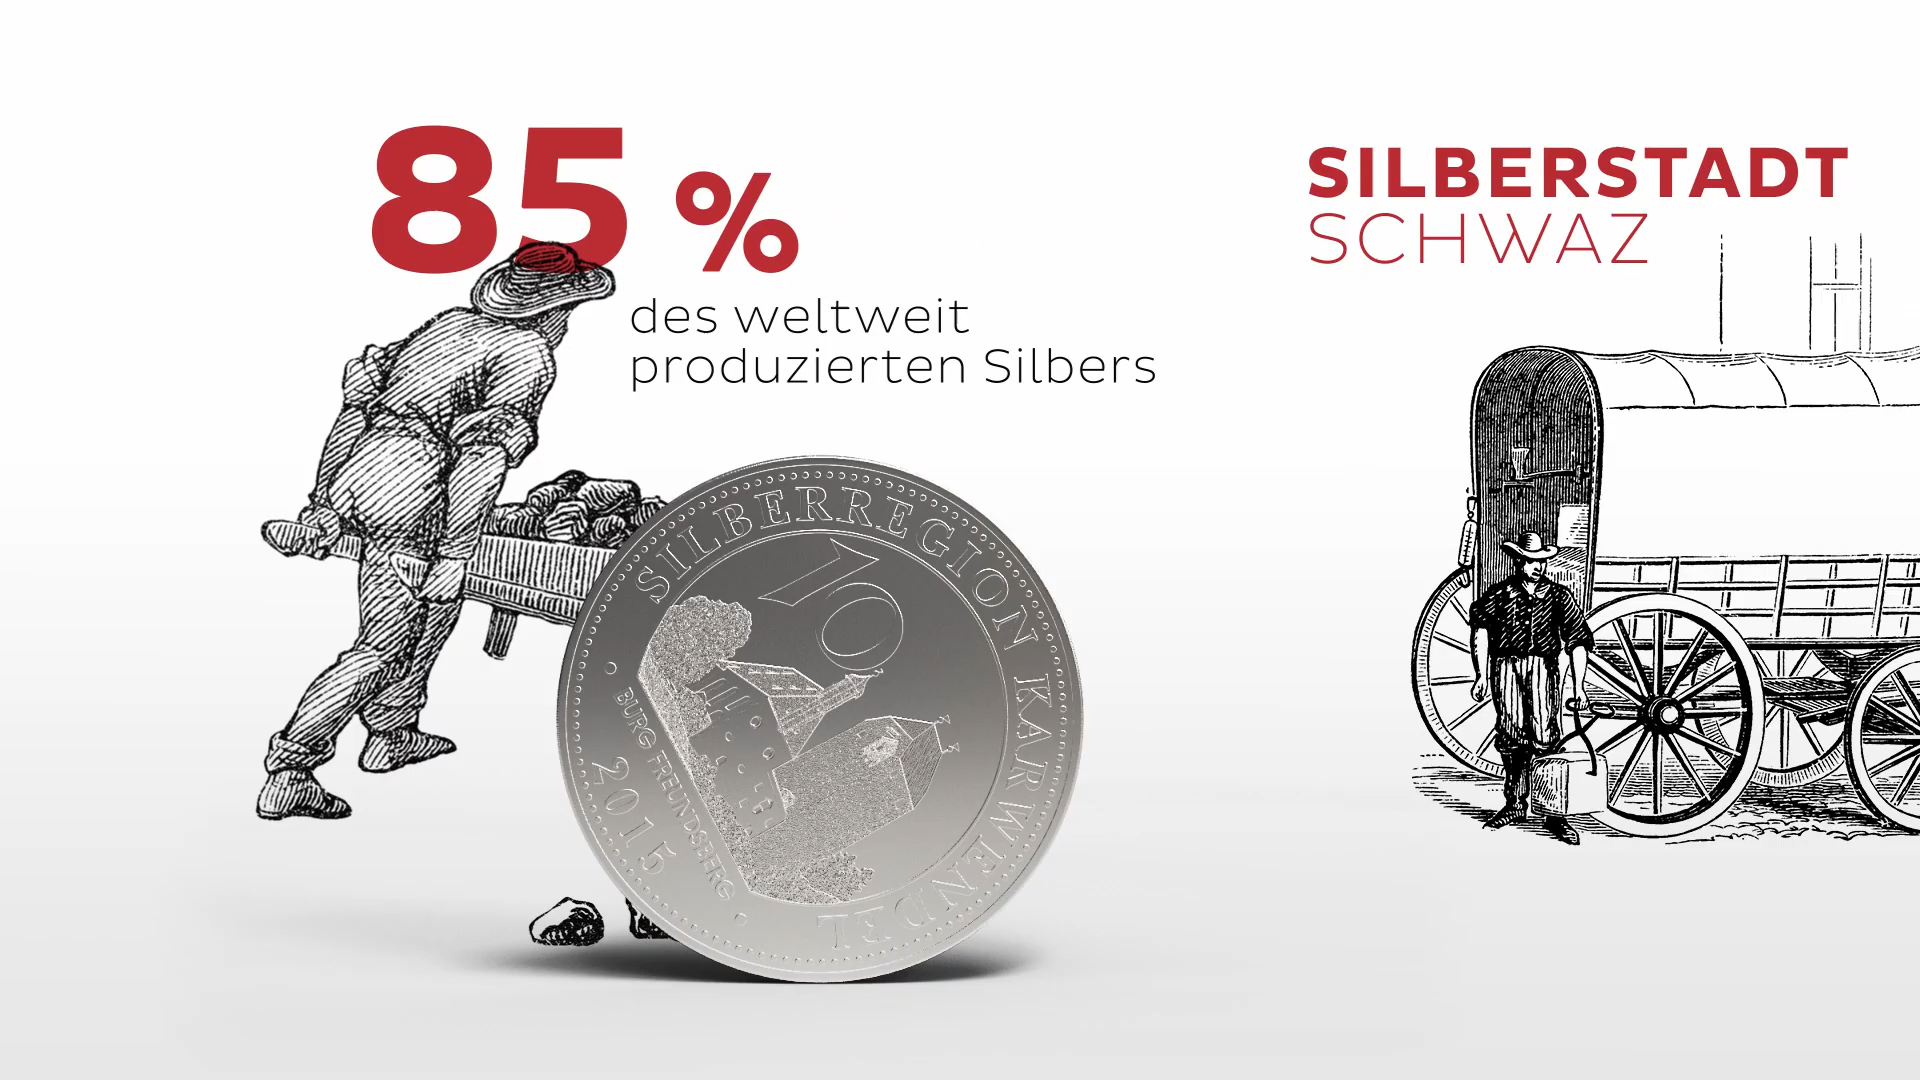 85 %
des weltweit
produzierten Silbers
SILBERSTADT
SCHWAZ
SILBERREGION KARWENDEL
10
BURG FREUNDSBERG
2015